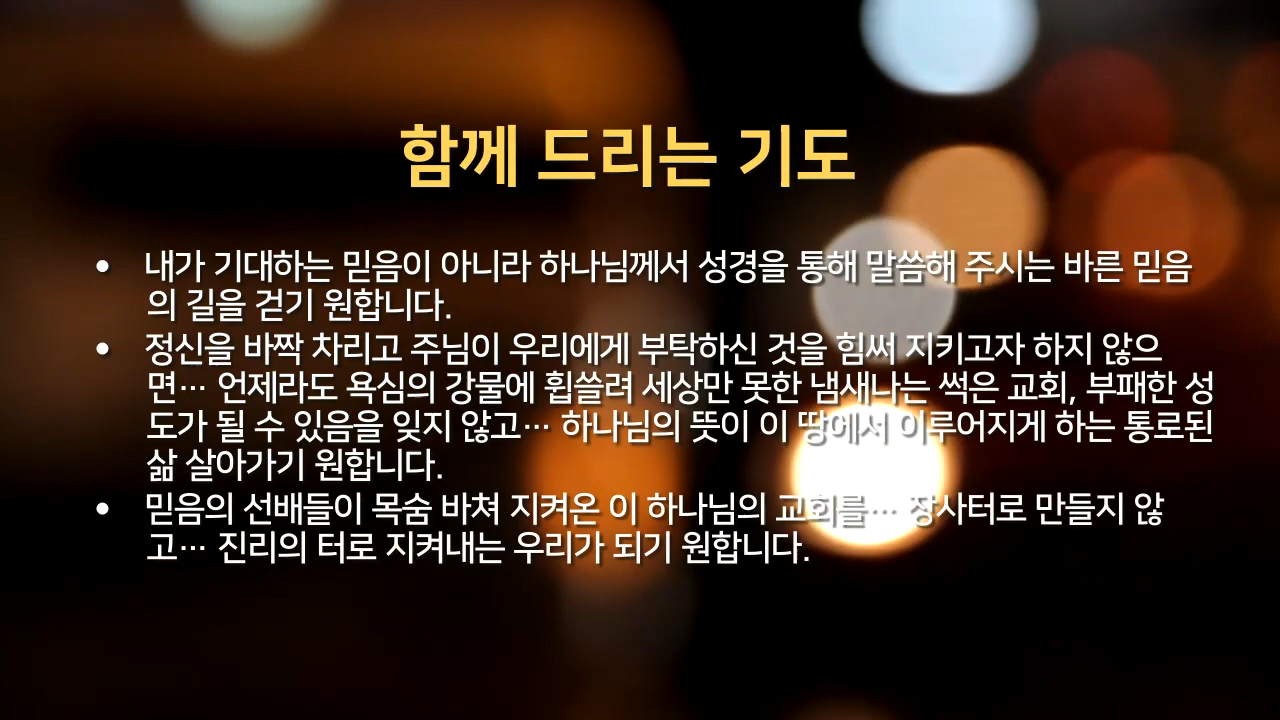 함께 드리는 기도
• 내가 기대하는 믿음이 아니라 하나님께서 성경을 통해 말씀해 주시는 바른 믿음
의 길을 걷기 원합니다.
• 정신을 바짝 차리고 주님이 우리에게 부탁하신 것을 힘써 지키고자 하지 않으
면… 언제라도 욕심의 강물에 휩쓸려 세상만 못한 냄새나는 썩은 교회, 부패한 성
도가 될 수 있음을 잊지 않고… 하나님의 뜻이 이 땅에서 이루어지게 하는 통로된
삶 살아가기 원합니다.
• 믿음의 선배들이 목숨 바쳐 지켜온 이 하나님의 교회를… 장사터로 만들지 않
고… 진리의 터로 지켜내는 우리가 되기 원합니다.